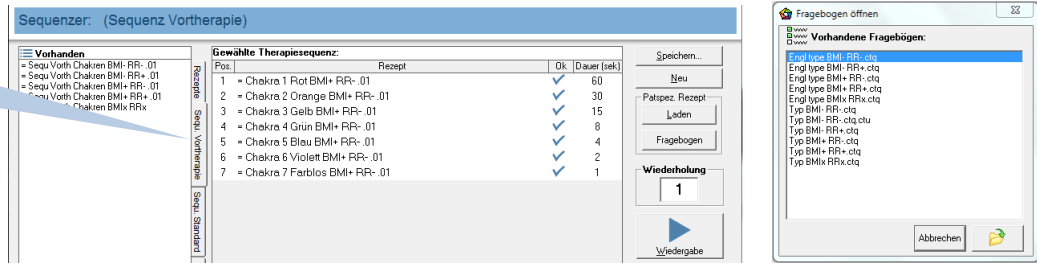 Sequenzer: (Sequenz Vortherapie)
Vorhanden
= Sequ Vorth Chakren BMI- RR- .01
= Sequ Vorth Chakren BMI- RR+ .01
= Sequ Vorth Chakren BMI+ RR- .01
= Sequ Vorth Chakren BMI+ RR+ .01
Vorth Chakren BMIx RRx
Rezepte
Sequ. Vortherapie
Sequ. Standard
Gewählte Therapiesequenz:
Pos. Rezept Ok Dauer (sek)
1 = Chakra 1 Rot BMI+ RR- .01 60
2 = Chakra 2 Orange BMI+ RR- .01 30
3 = Chakra 3 Gelb BMI+ RR- .01 15
4 = Chakra 4 Grün BMI+ RR- .01 8
5 = Chakra 5 Blau BMI+ RR- .01 4
6 = Chakra 6 Violett BMI+ RR- .01 2
7 = Chakra 7 Farblos BMI+ RR- .01 1
Speichern...
Neu
Patspez. Rezept
Laden
Fragebogen
Wiederholung
1
Wiedergabe
Fragebogen öffnen
Vorhandene Fragebögen:
Engl type BMI- RR-.ctq
Engl type BMI- RR+.ctq
Engl type BMI+ RR-.ctq
Engl type BMI+ RR+.ctq
Engl type BMIx RRx.ctq
Typ BMI- RR-.ctq
Typ BMI- RR-.ctq.ctu
Typ BMI- RR+.ctq
Typ BMI+ RR-.ctq
Typ BMI+ RR+.ctq
Typ BMIx RRx.ctq
Abbrechen